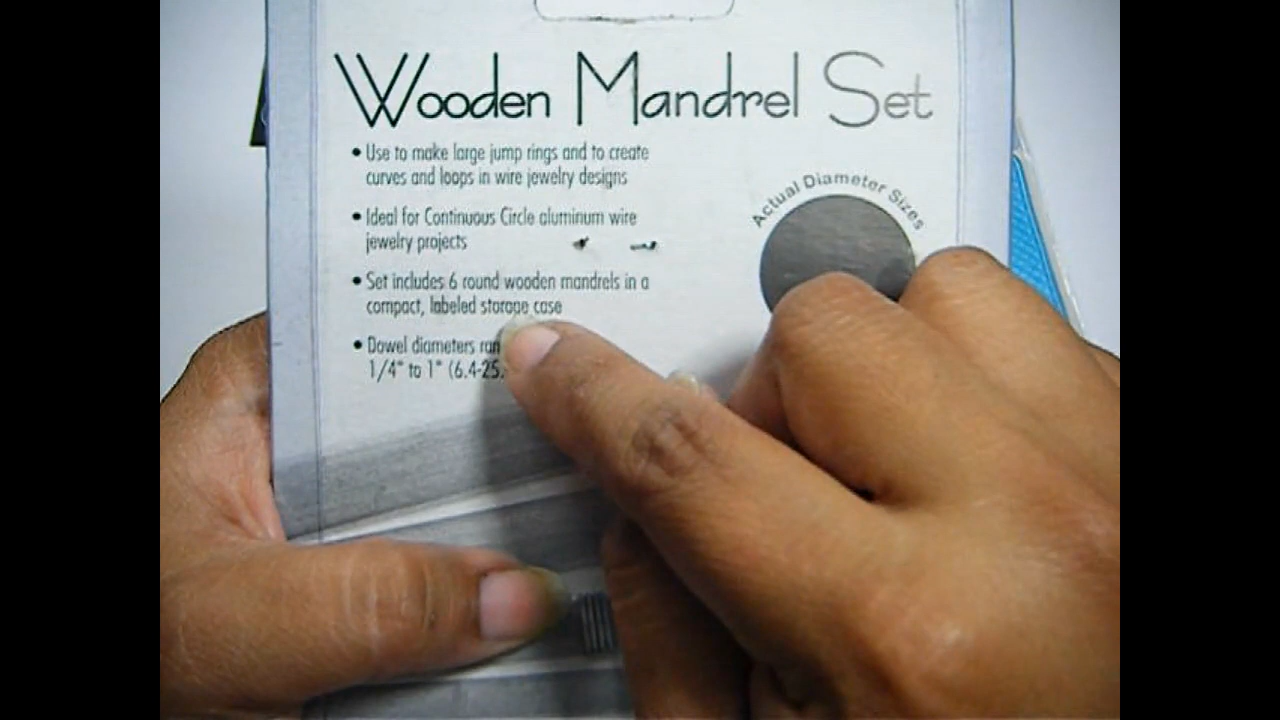 Wooden Mandrel Set
• Use to make large jump rings and to create
curves and loops in wire jewelry designs
• Ideal for Continuous Circle aluminum wire
jewelry projects
• Set includes 6 round wooden mandrels in a
compact, labeled storage case
• Dowel diameters
1/4" to 1" (6.4-25.
Actual Diameter Sizes